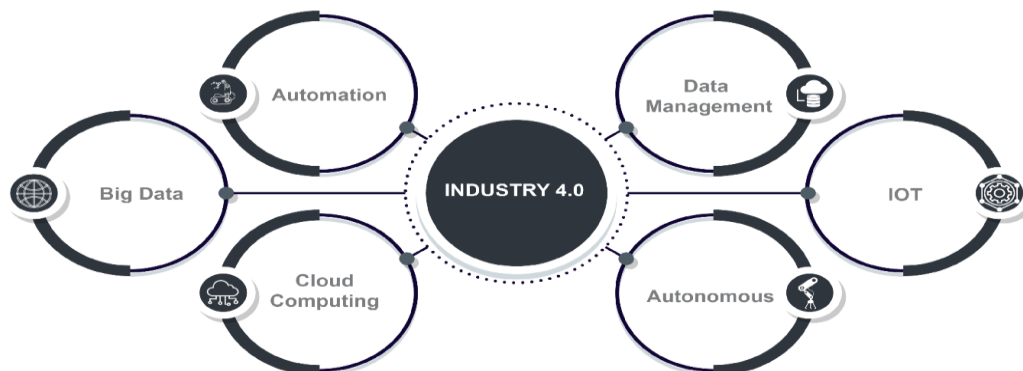 Automation
Data
Management
Big Data
INDUSTRY 4.0
IOT
Cloud
Computing
Autonomous